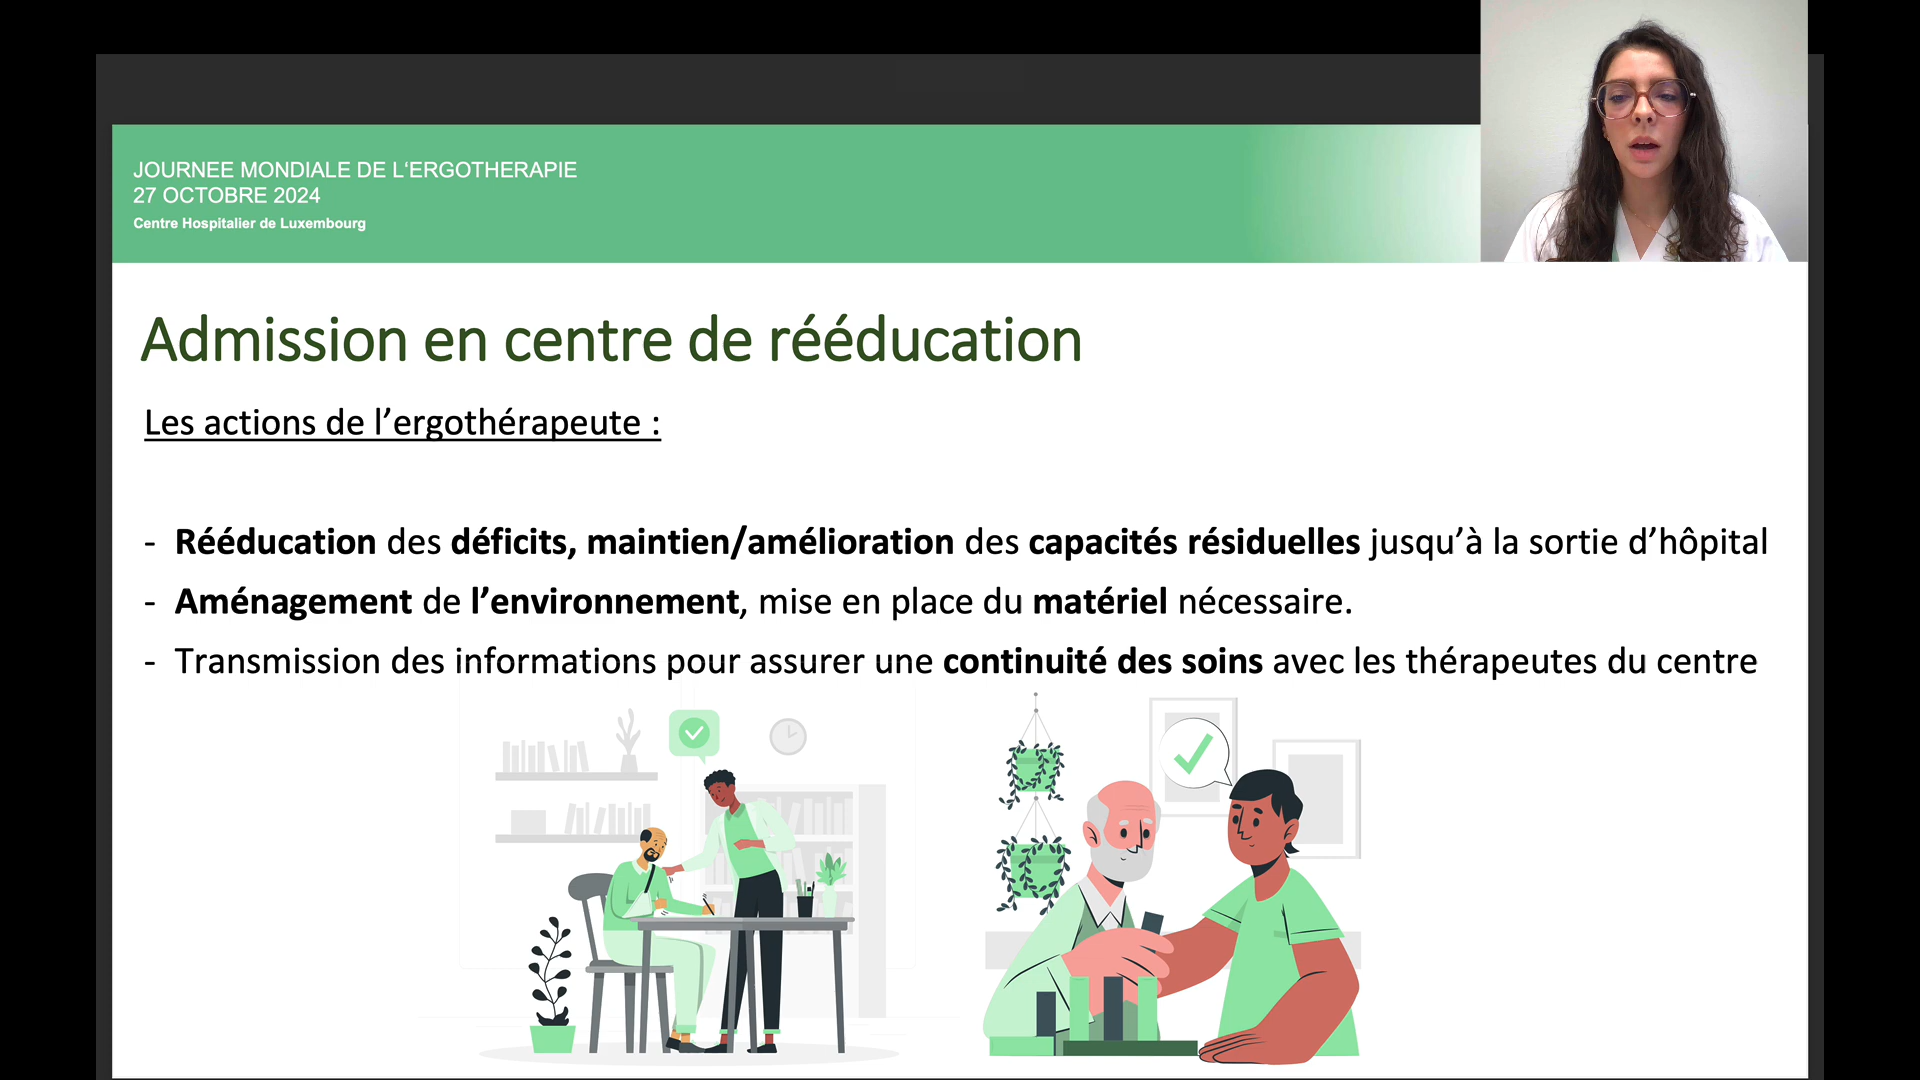 JOURNEE MONDIALE DE L‘ERGOTHERAPIE
27 OCTOBRE 2024
Centre Hospitalier de Luxembourg
Admission en centre de rééducation
Les actions de l’ergothérapeute :
- Rééducation des déficits, maintien/amélioration des capacités résiduelles jusqu’à la sortie d’hôpital
- Aménagement de l’environnement, mise en place du matériel nécessaire.
- Transmission des informations pour assurer une continuité des soins avec les thérapeutes du centre